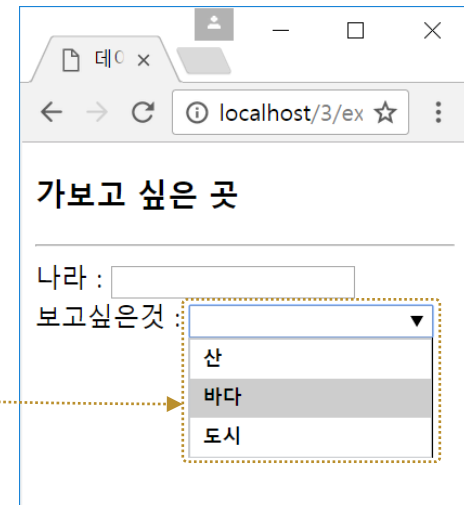 데이
localhost/3/ex
가보고 싶은 곳
나라 :
보고싶은것 :
산
바다
도시